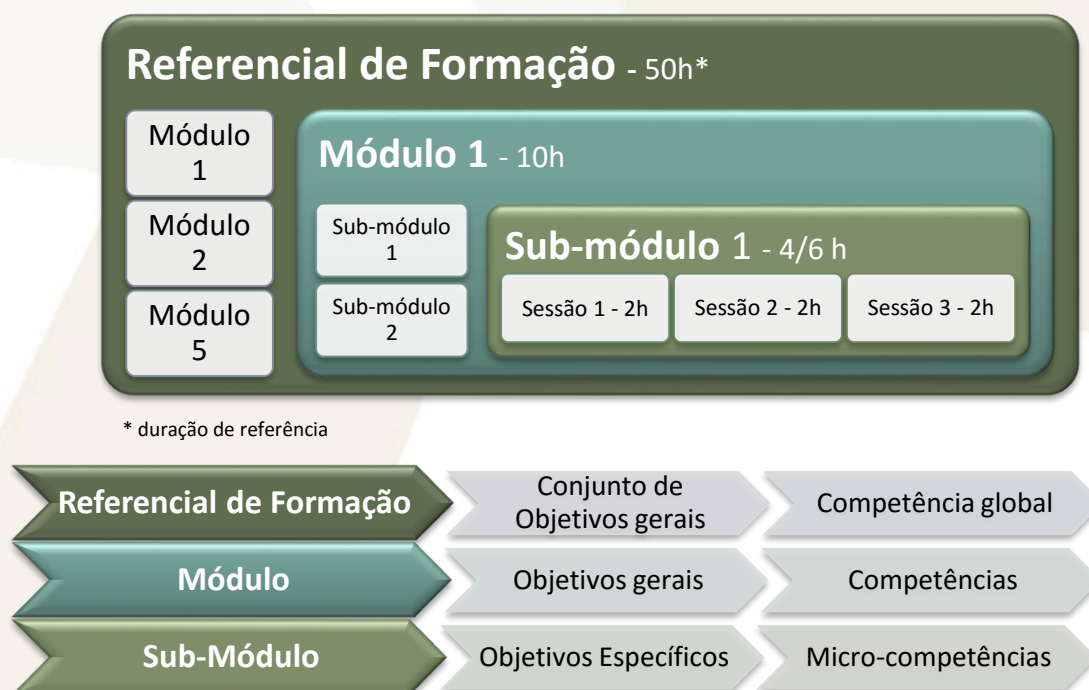 Referencial de Formação - 50h*
Módulo
1
Módulo
2
Módulo
5
Módulo 1 - 10h
Sub-módulo
1
Sub-módulo
2
Sub-módulo 1 - 4/6 h
Sessão 1 - 2h
Sessão 2 - 2h
Sessão 3 - 2h
* duração de referência
Referencial de Formação
Conjunto de
Objetivos gerais
Competência global
Módulo
Objetivos gerais
Competências
Sub-Módulo
Objetivos Específicos
Micro-competências